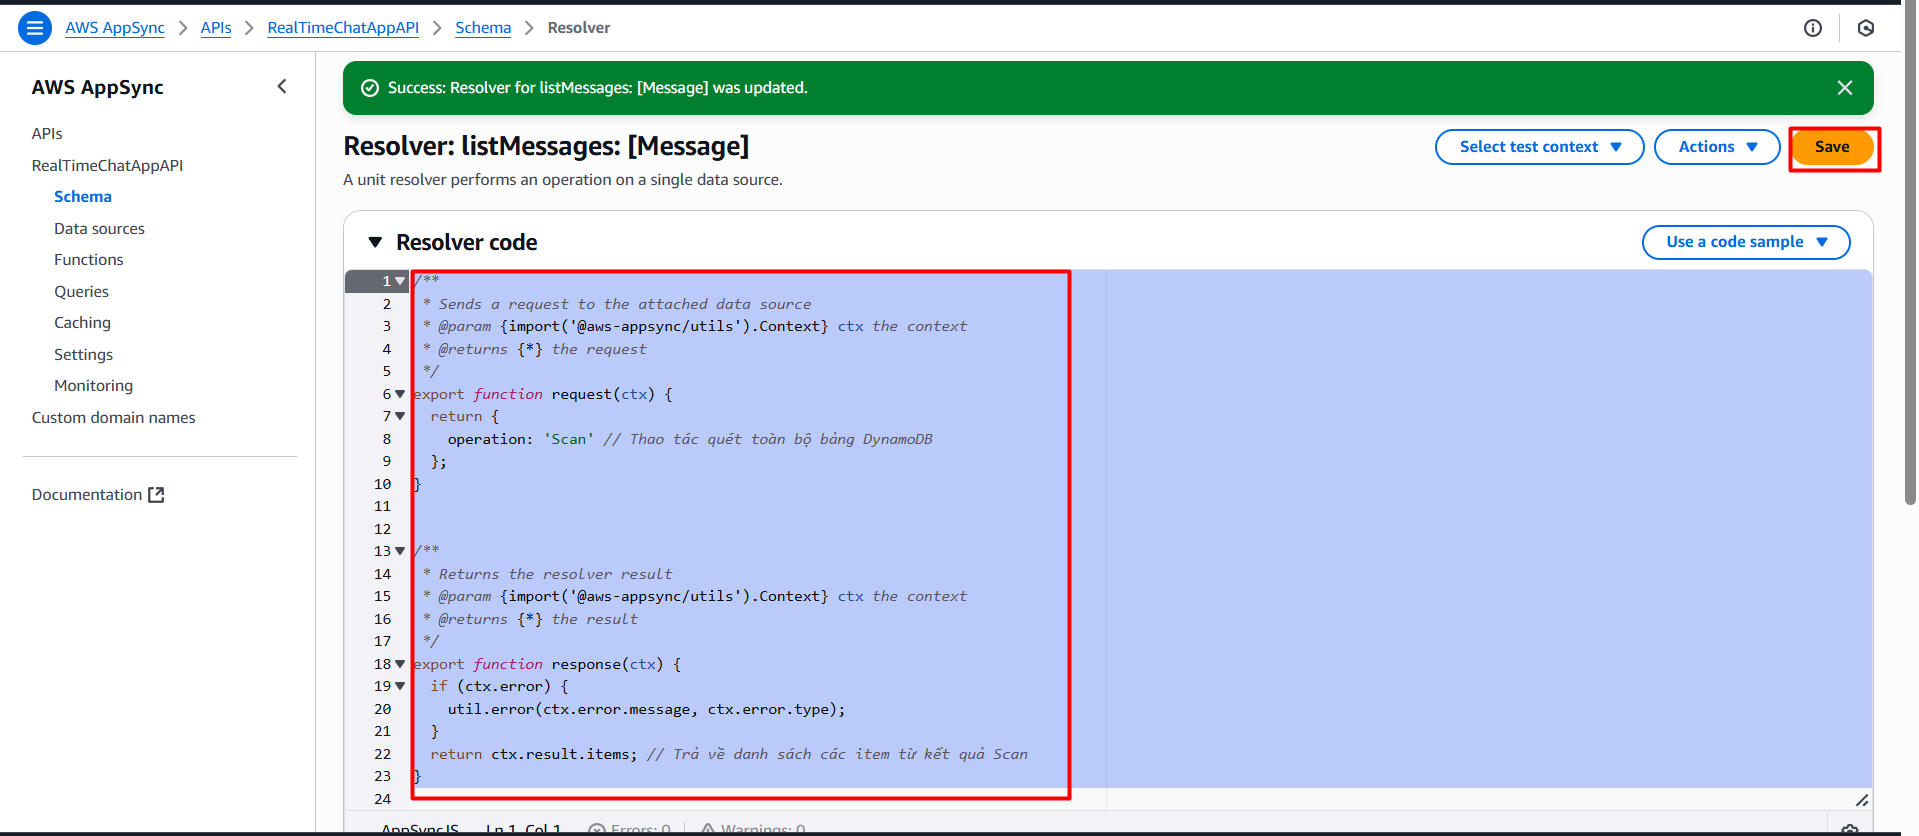 AWS AppSync > APIs > RealTimeChatAppAPI > Schema > Resolver
AWS AppSync
APIs
RealTimeChatAppAPI
Schema
Data sources
Functions
Queries
Caching
Settings
Monitoring
Custom domain names
Documentation
Success: Resolver for listMessages: [Message] was updated.
Resolver: listMessages: [Message]
Select test context
Actions
Save
A unit resolver performs an operation on a single data source.
Resolver code
Use a code sample
1 /**
2 * Sends a request to the attached data source
3 * @param {import('@aws-appsync/utils').Context} ctx the context
4 * @returns {*} the request
5 */
6 export function request(ctx) {
7 return {
8 operation: 'Scan' // Thao tác quét toàn bộ bảng DynamoDB
9 };
10 }
11
12
13 /**
14 * Returns the resolver result
15 * @param {import('@aws-appsync/utils').Context} ctx the context
16 * @returns {*} the result
17 */
18 export function response(ctx) {
19 if (ctx.error) {
20 util.error(ctx.error.message, ctx.error.type);
21 }
22 return ctx.result.items; // Trả về danh sách các item từ kết quả Scan
23 }
24
AppSyncJS Ln 1, Col 1 Errors: 0 Warnings: 0